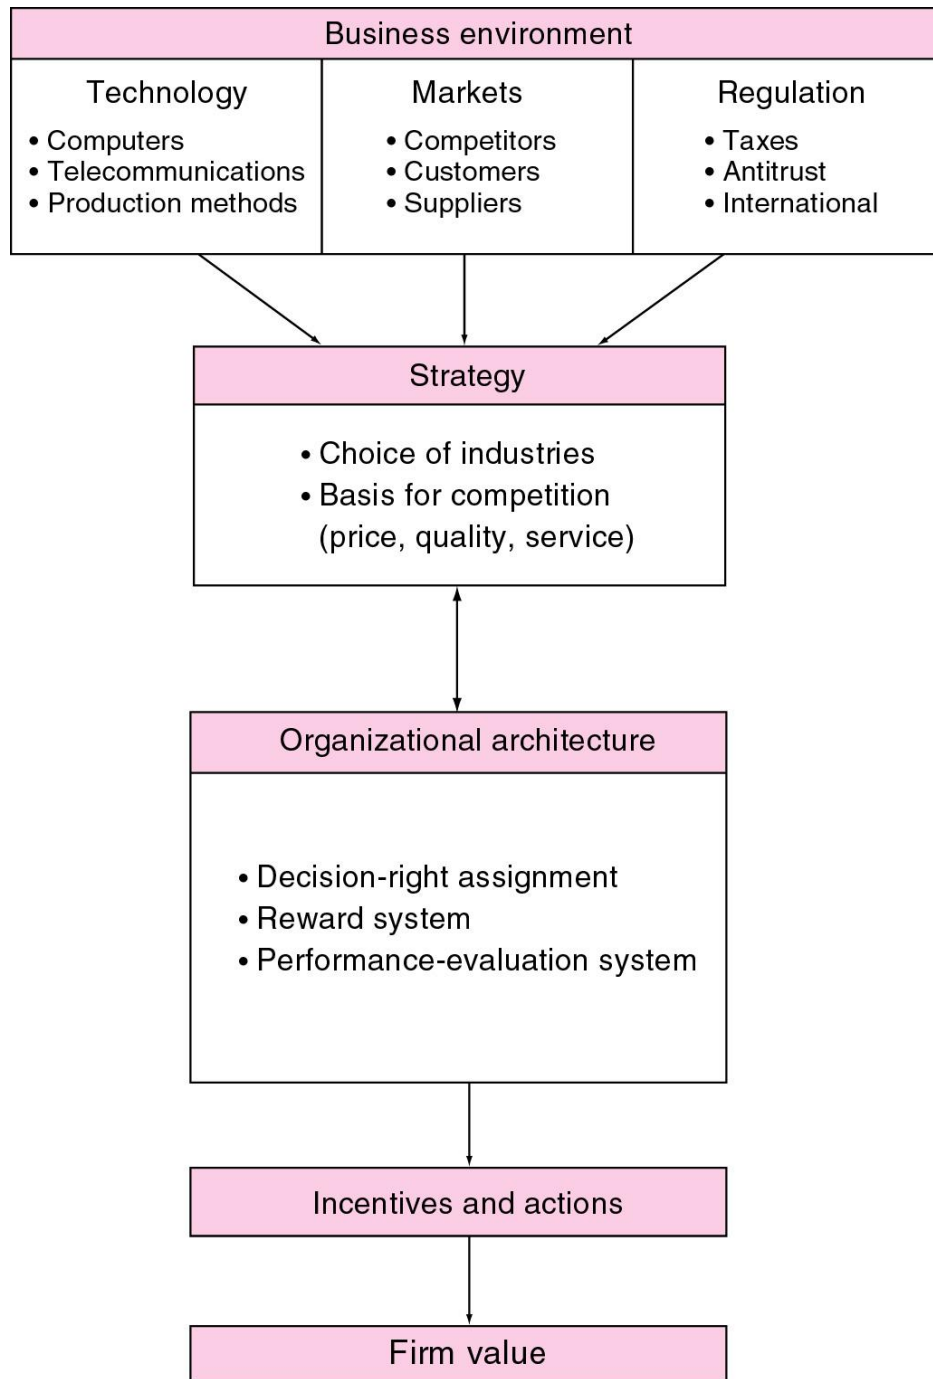 Business environment
Technology
• Computers
• Telecommunications
• Production methods
Markets
• Competitors
• Customers
• Suppliers
Regulation
• Taxes
• Antitrust
• International
Strategy
• Choice of industries
• Basis for competition
(price, quality, service)
Organizational architecture
• Decision-right assignment
• Reward system
• Performance-evaluation system
Incentives and actions
Firm value